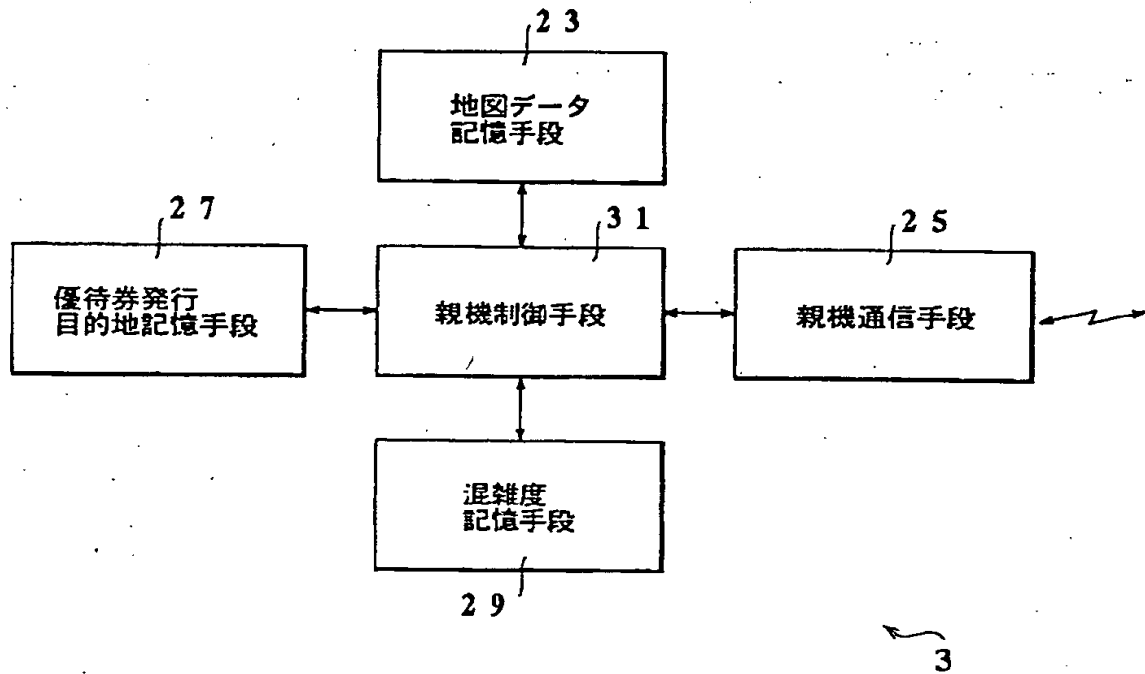 ２３
地図データ
記憶手段
２７
優待券発行
目的地記憶手段
３１
親機制御手段
２５
親機通信手段
混雑度
記憶手段
２９
3